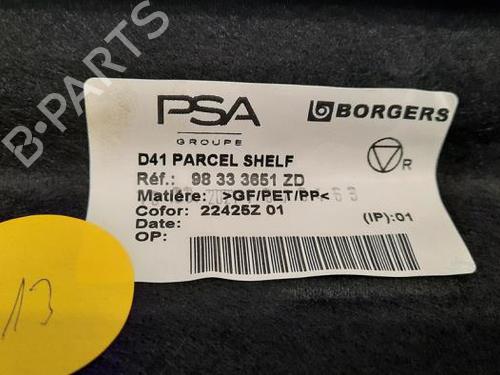 PSA
GROUPE
BORGERS
D41 PARCEL SHELF
R
Réf.: 98 33 3651 ZD
Matière: >GF/PET/PP<
Cofor: 22425Z 01
(IP):01
Date:
OP:
13
B-PARTS